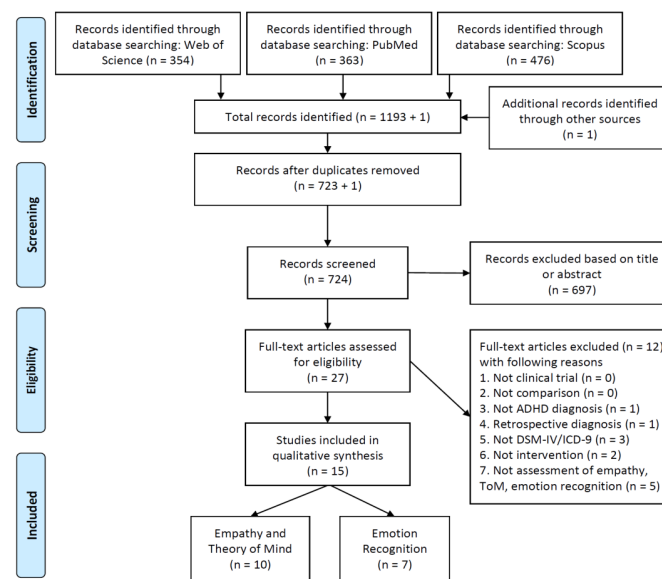 Identification
Records identified through
database searching: Web of
Science (n = 354)
Records identified through
database searching: PubMed
(n = 363)
Records identified through
database searching: Scopus
(n = 476)
Total records identified (n = 1193 + 1)
Additional records identified
through other sources
(n = 1)
Records after duplicates removed
(n = 723 + 1)
Screening
Records screened
(n = 724)
Records excluded based on title
or abstract
(n = 697)
Eligibility
Full-text articles assessed
for eligibility
(n = 27)
Full-text articles excluded (n = 12)
with following reasons
1. Not clinical trial (n = 0)
2. Not comparison (n = 0)
3. Not ADHD diagnosis (n = 1)
4. Retrospective diagnosis (n = 1)
5. Not DSM-IV/ICD-9 (n = 3)
6. Not intervention (n = 2)
7. Not assessment of empathy,
ToM, emotion recognition (n = 5)
Studies included in
qualitative synthesis
(n = 15)
Included
Empathy and
Theory of Mind
(n = 10)
Emotion
Recognition
(n = 7)